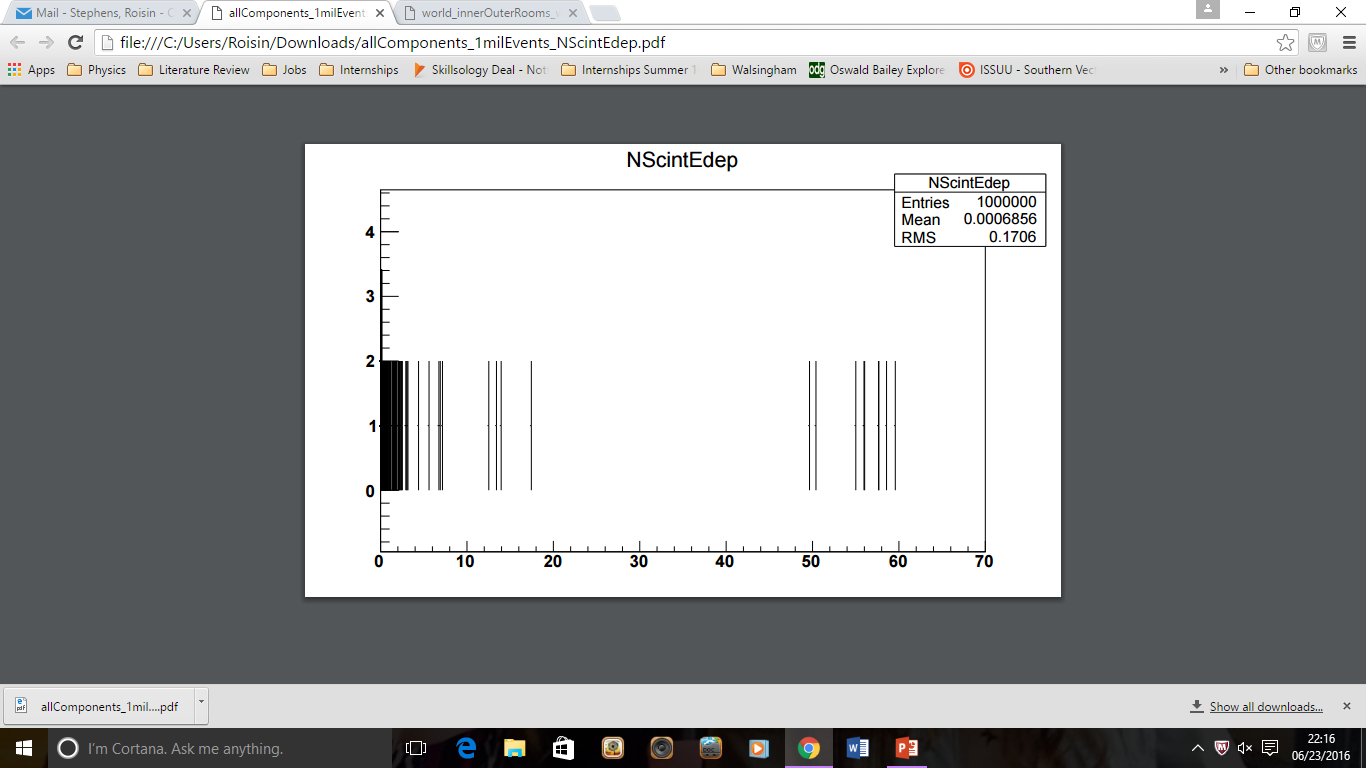 Mail - Stephens, Roisin - O
allComponents_1milEvent
world_innerOuterRooms_
file:///C:/Users/Roisin/Downloads/allComponents_1milEvents_NScintEdep.pdf
Apps
Physics
Literature Review
Jobs
Internships
Skillsology Deal - Not
Internships Summer 1
Walsingham
odg
Oswald Bailey Explore
ISSUU - Southern Vec
»
Other bookmarks
NScintEdep
NScintEdep
Entries 1000000
Mean 0.0006856
RMS 0.1706
4
3
2
1
0
0 10 20 30 40 50 60 70
allComponents_1mil....pdf
Show all downloads...
I'm Cortana. Ask me anything.
22:16
06/23/2016